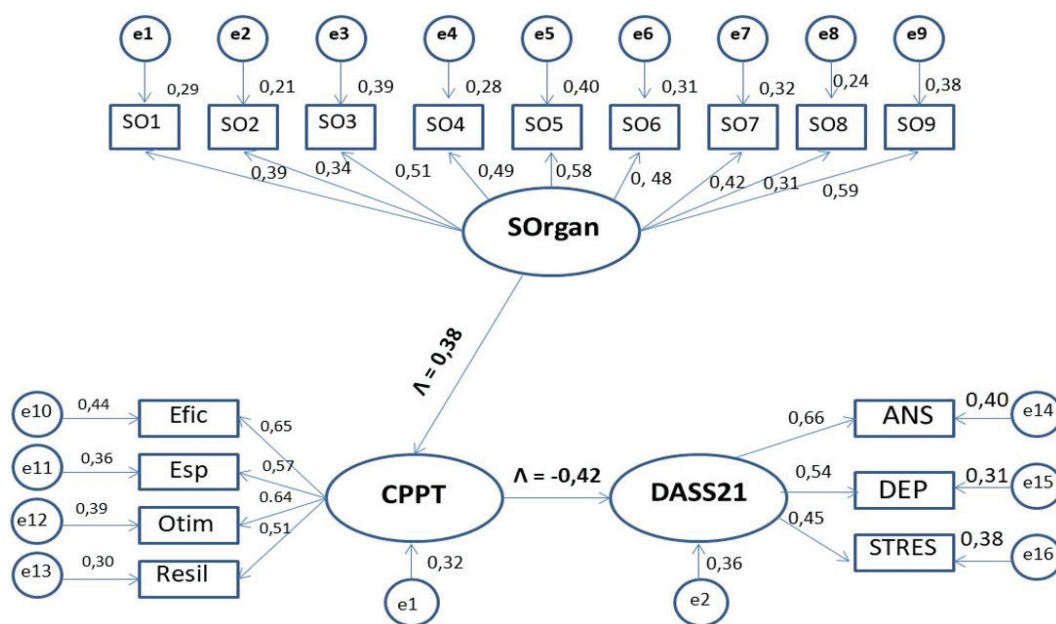 e1 e2 e3 e4 e5 e6 e7 e8 e9
0,29 0,21 0,39 0,28 0,40 0,31 0,32 0,24 0,38
SO1 SO2 SO3 SO4 SO5 SO6 SO7 SO8 SO9
0,39 0,34 0,51 0,49 0,58 0, 48 0,42 0,31 0,59
SOrgan
Λ = 0,38
e10 0,44 Efic 0,65
e11 0,36 Esp 0,57
e12 0,39 Otim 0,64
e13 0,30 Resil 0,51
CPPT
Λ = -0,42
DASS21
0,66 ANS 0,40 e14
0,54 DEP 0,31 e15
0,45 STRES 0,38 e16
0,32 0,36
e1 e2